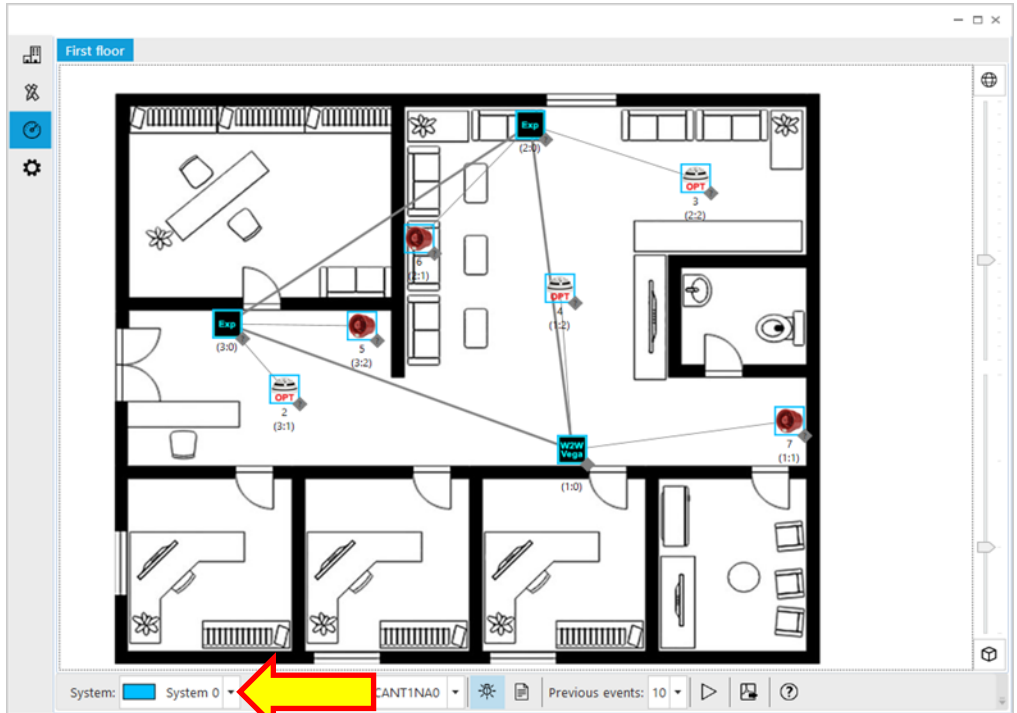 First floor
Exp
(2:0)
OPT
3
(2:2)
6
(2:1)
OPT
4
(1:2)
Exp
(3:0)
5
(3:2)
OPT
2
(3:1)
W2W
Vega
(1:0)
7
(1:1)
System: System 0 CANT1NA0 Previous events: 10